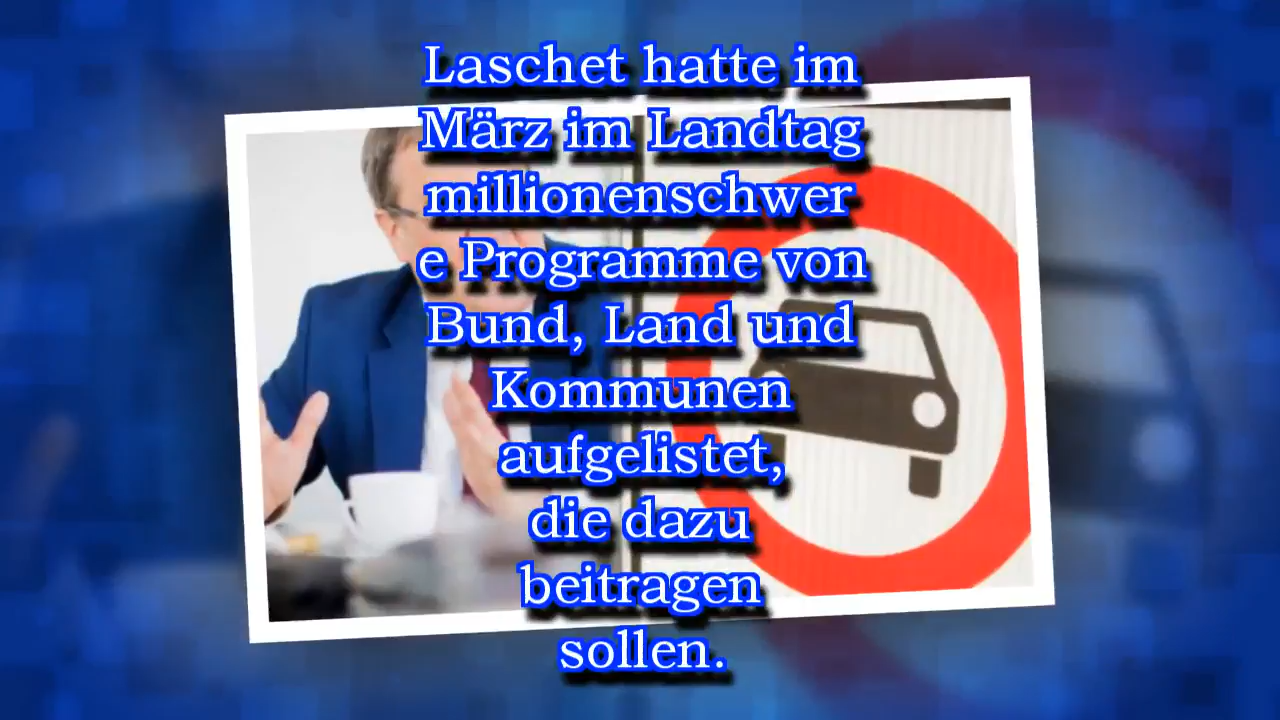 Laschet hatte im
März im Landtag
millionenschwer
e Programme von
Bund, Land und
Kommunen
aufgelistet,
die dazu
beitragen
sollen.